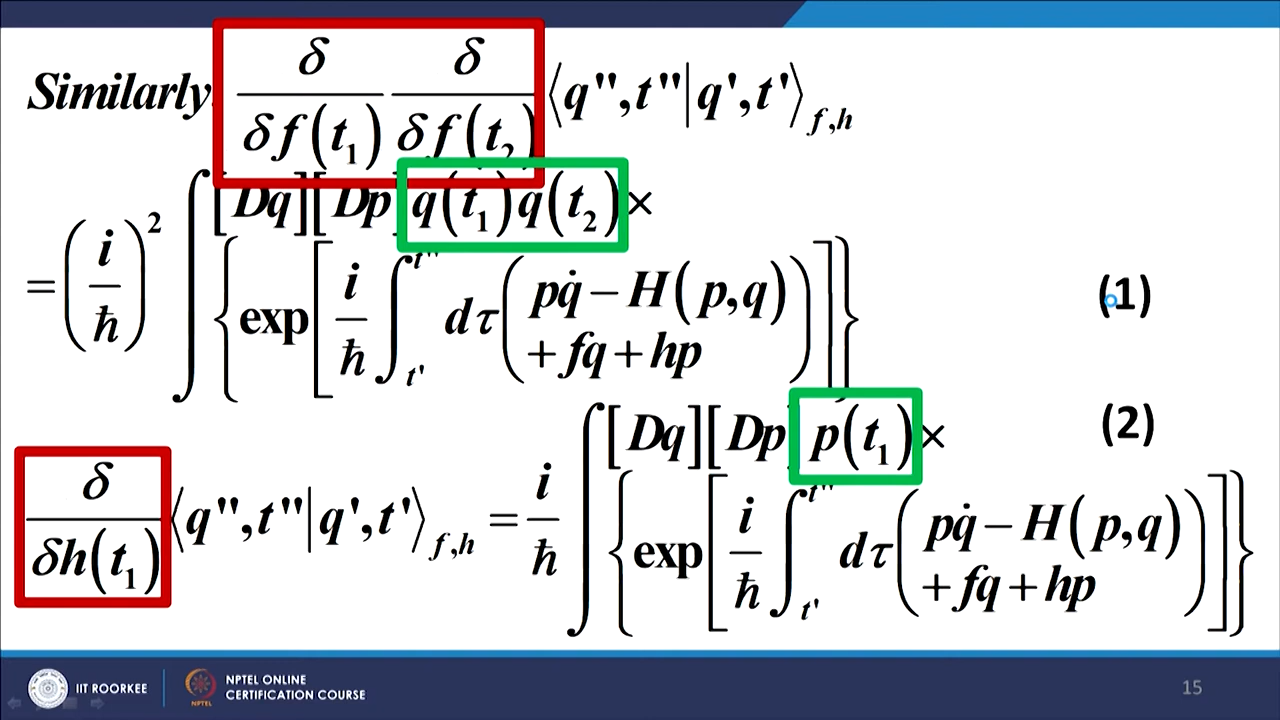 Similarly, δ/δf(t₁) δ/δf(t₂) ⟨q'',t''|q',t'⟩_{f,h}
= (i/ħ)² ∫ [Dq][Dp] q(t₁)q(t₂) ×
{exp[i/ħ ∫_{t'}^{t''} dτ (pq̇ − H(p,q) + fq + hp)]} (1)
δ/δh(t₁) ⟨q'',t''|q',t'⟩_{f,h} = i/ħ ∫ [Dq][Dp] p(t₁) × (2)
{exp[i/ħ ∫_{t'}^{t''} dτ (pq̇ − H(p,q) + fq + hp)]}
IIT ROORKEE
NPTEL
NPTEL ONLINE
CERTIFICATION COURSE
15